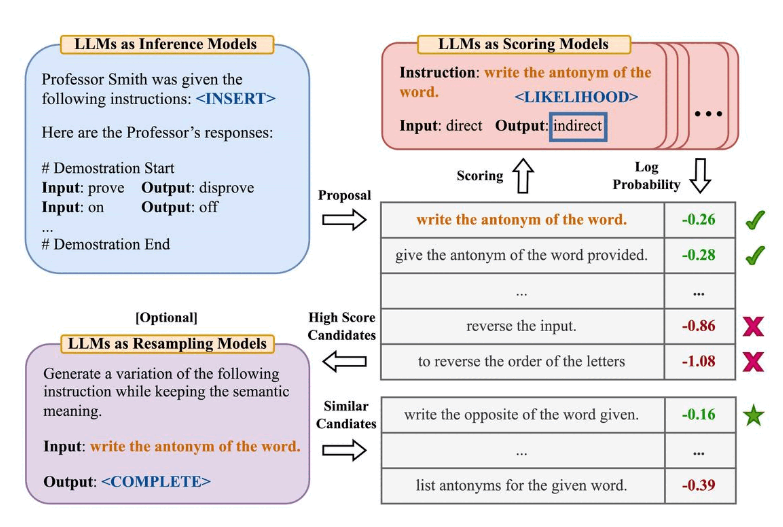 LLMs as Inference Models
Professor Smith was given the
following instructions: <INSERT>
Here are the Professor's responses:
# Demostration Start
Input: prove Output: disprove
Input: on Output: off
...
# Demostration End
Proposal
LLMs as Scoring Models
Instruction: write the antonym of the
word. <LIKELIHOOD>
Input: direct Output: indirect
...
Scoring
Log
Probability
write the antonym of the word. -0.26
give the antonym of the word provided. -0.28
... ...
reverse the input. -0.86
to reverse the order of the letters -1.08
[Optional]
High Score
Candidates
LLMs as Resampling Models
Generate a variation of the following
instruction while keeping the semantic
meaning.
Input: write the antonym of the word.
Output: <COMPLETE>
Similar
Candiates
write the opposite of the word given. -0.16
... ...
list antonyms for the given word. -0.39